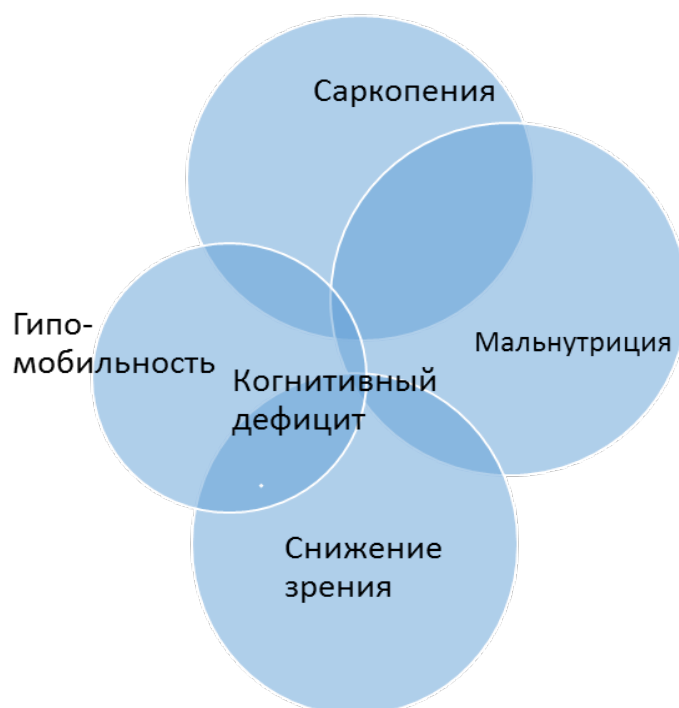 Саркопения
Гипо-
мобильность
Мальнутриция
Когнитивный
дефицит
Снижение
зрения